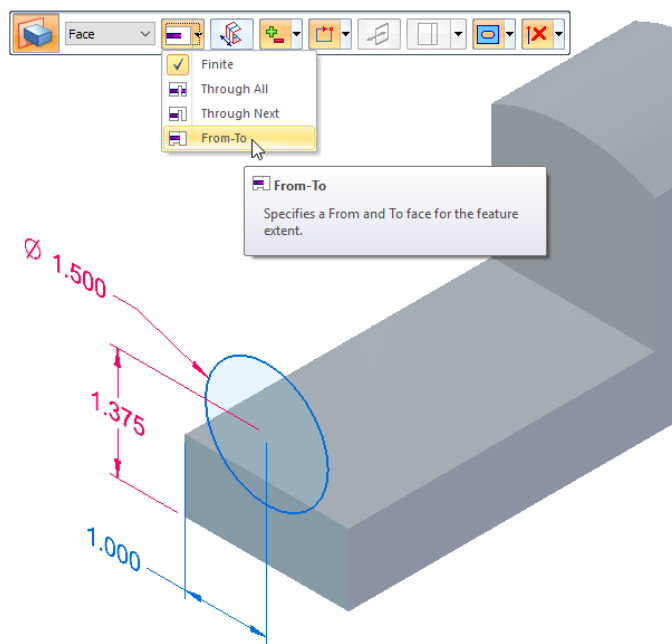 Face
Finite
Through All
Through Next
From-To
From-To
Specifies a From and To face for the feature
extent.
Ø 1.500
1.375
1.000